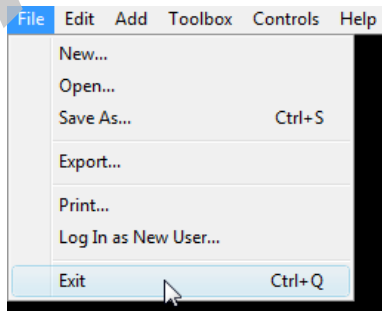 File Edit Add Toolbox Controls Help
New...
Open...
Save As... Ctrl+S
Export...
Print...
Log In as New User...
Exit Ctrl+Q